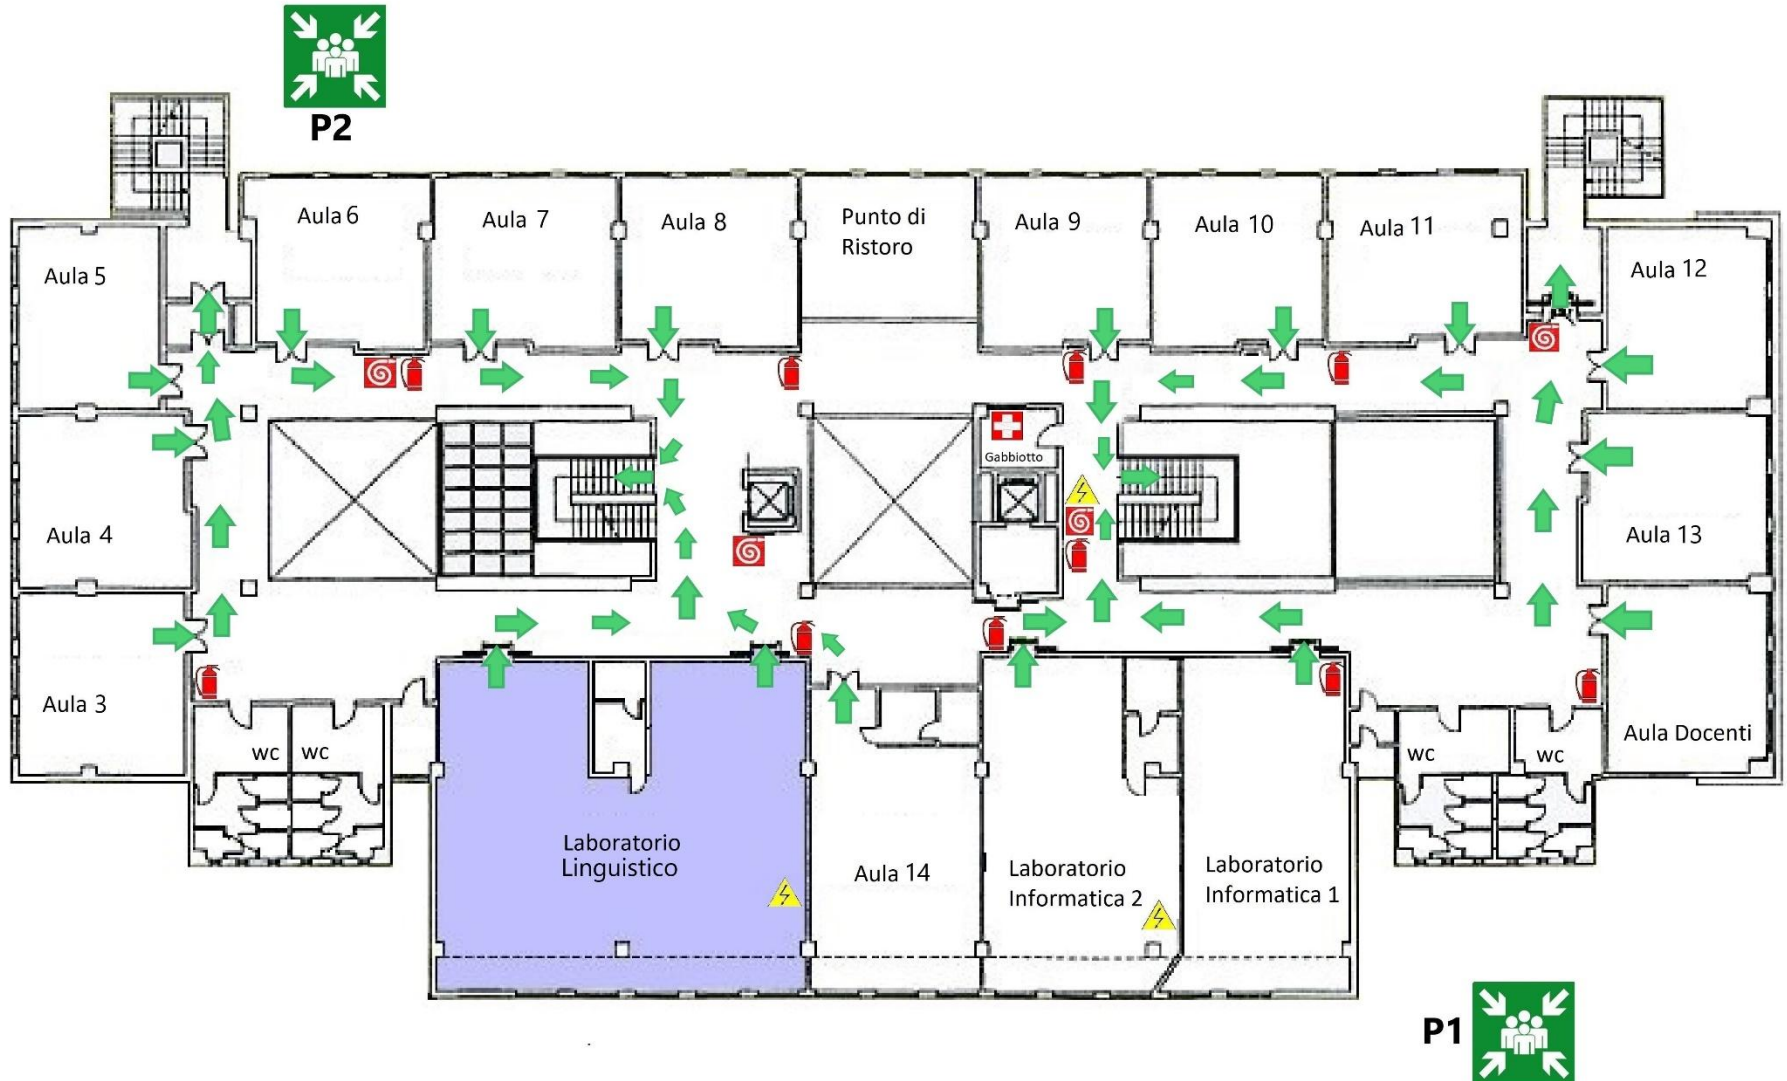 P2
Aula 6
Aula 7
Aula 8
Punto di
Ristoro
Aula 9
Aula 10
Aula 11
Aula 5
Aula 12
Gabbiotto
Aula 4
Aula 13
Aula 3
wc
wc
wc
wc
Aula Docenti
Laboratorio
Linguistico
Aula 14
Laboratorio
Informatica 2
Laboratorio
Informatica 1
P1